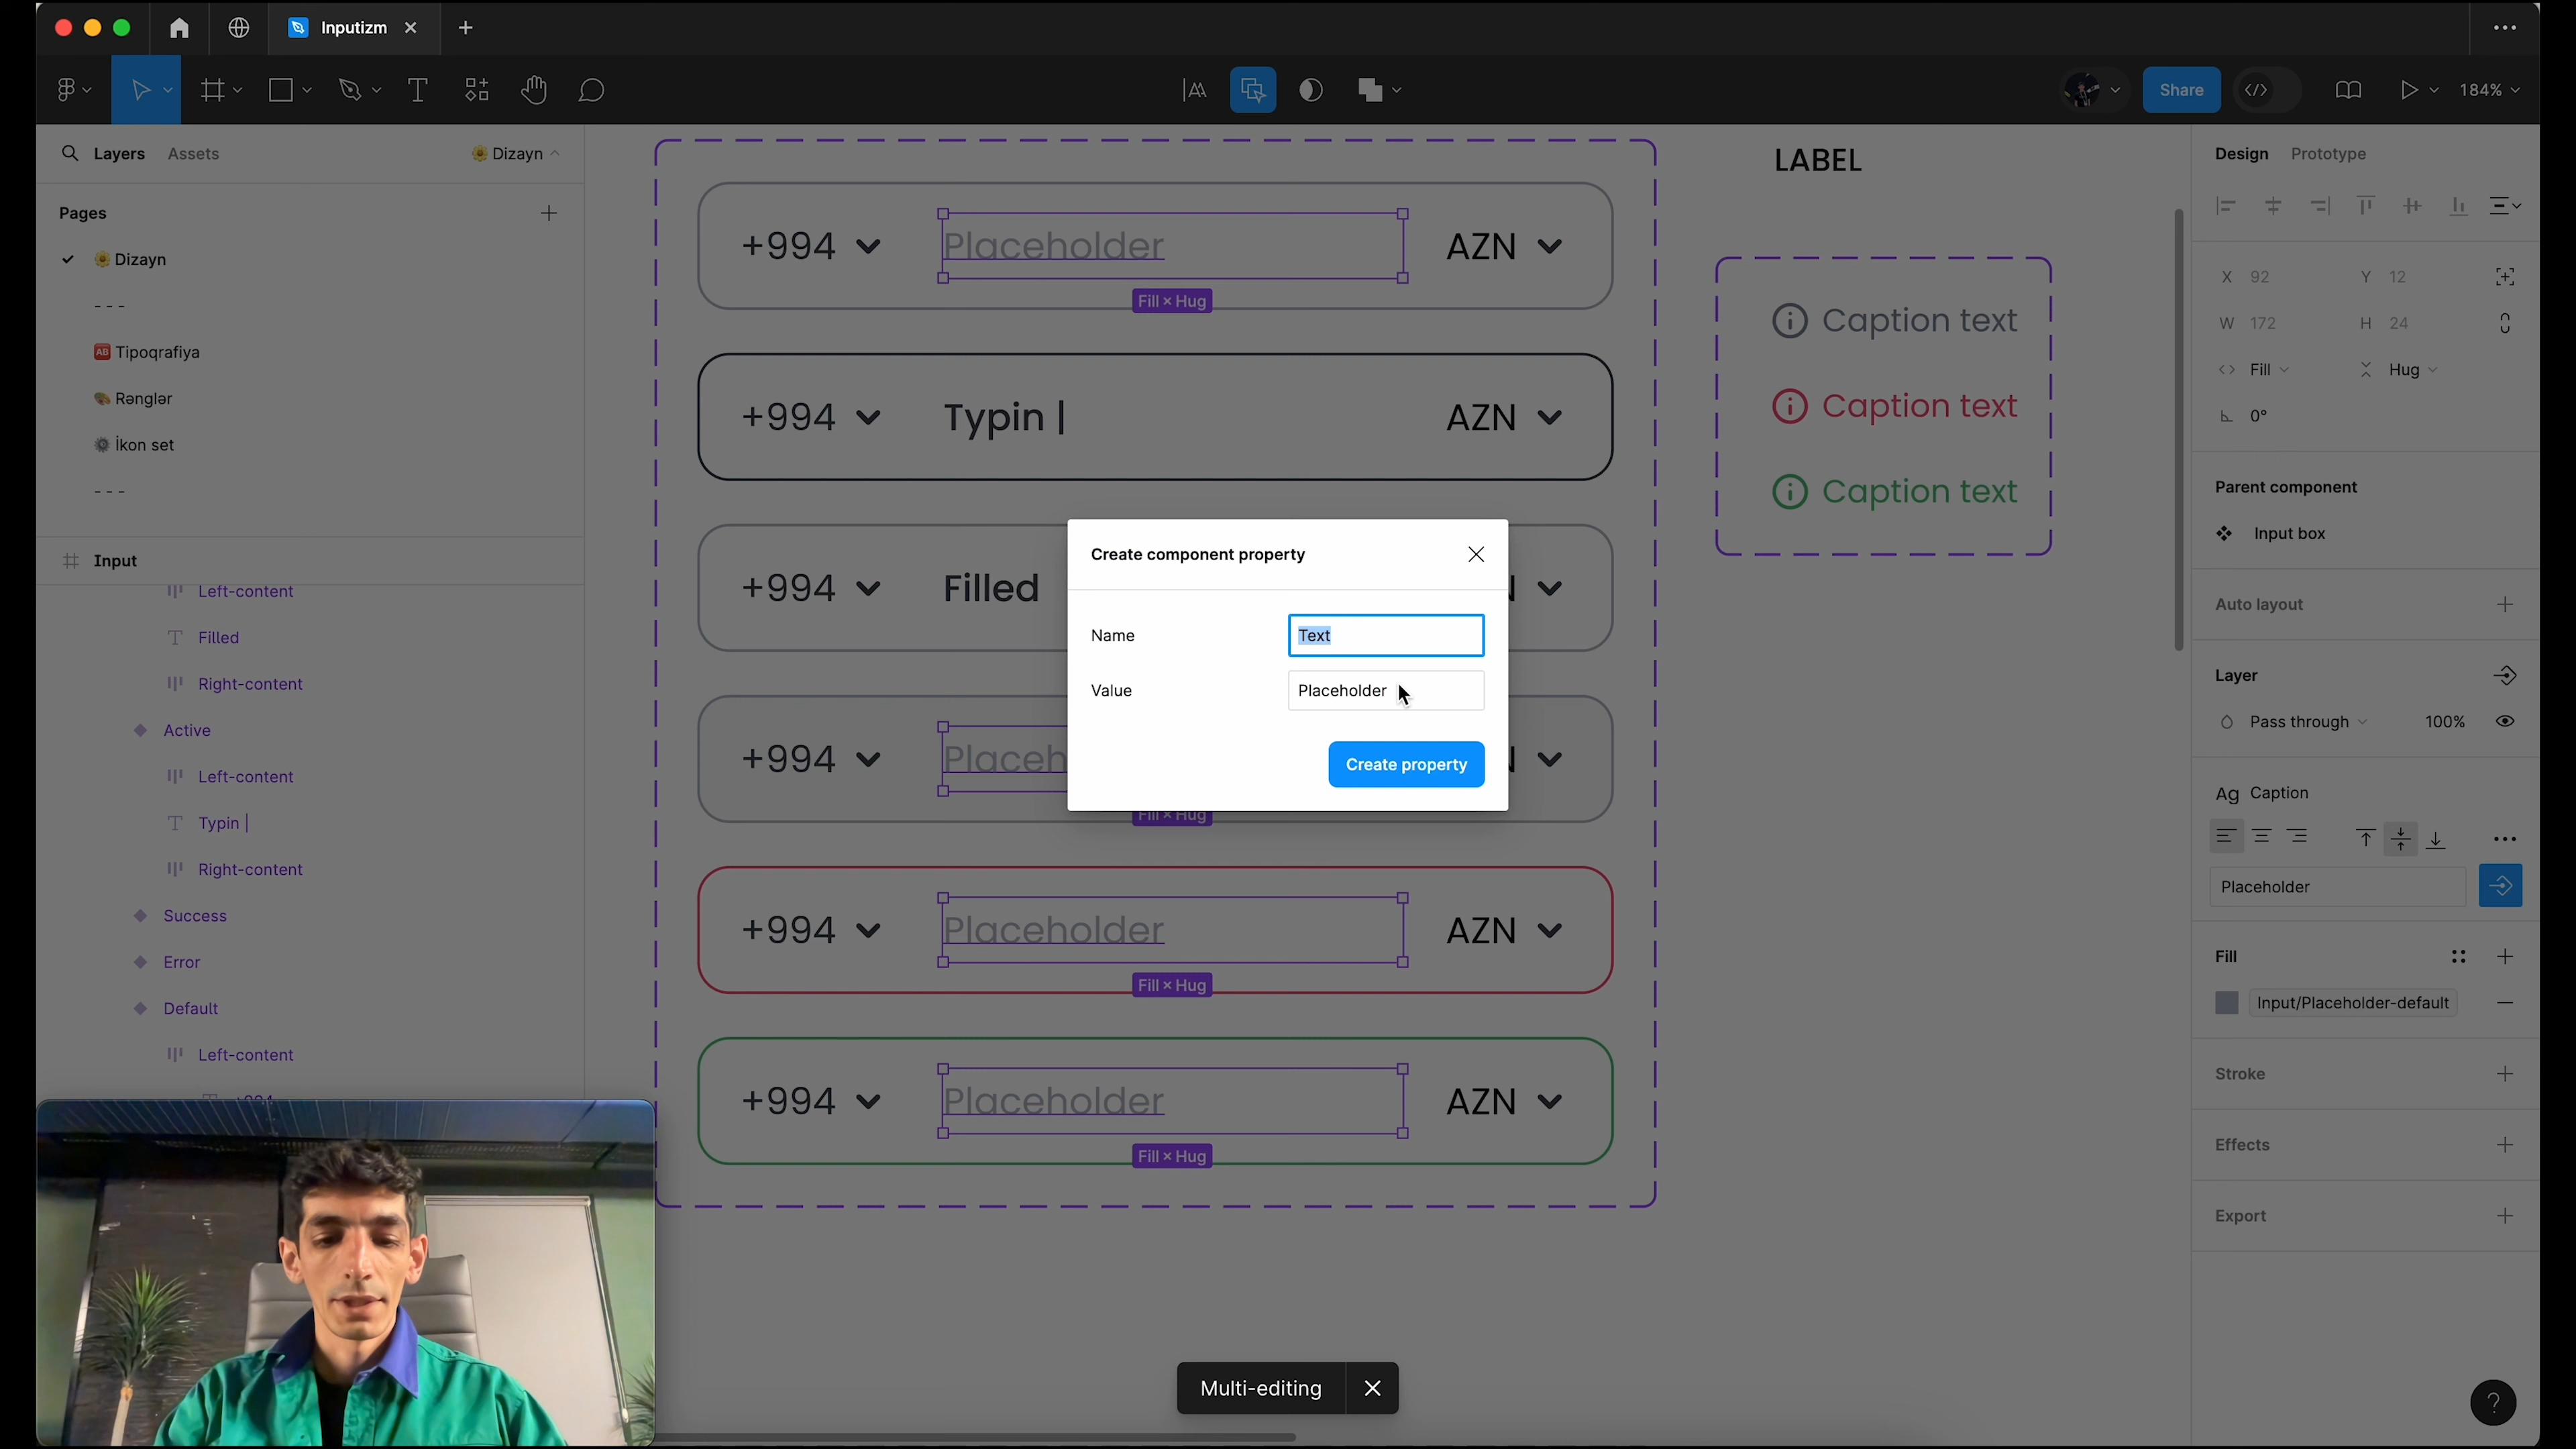 Inputizm
Share
184%
Layers
Assets
Dizayn
Pages
Dizayn
---
AB Tipoqrafiya
Rənglər
İkon set
---
Input
Left-content
Filled
Right-content
Active
Left-content
Typin |
Right-content
Success
Error
Default
Left-content
+994
+994
Placeholder
AZN
Fill × Hug
+994
Typin |
AZN
+994
Filled
+994
Fill × Hug
+994
Placeholder
AZN
Fill × Hug
+994
Placeholder
AZN
Fill × Hug
LABEL
Caption text
Caption text
Caption text
Create component property
Name
Text
Value
Placeholder
Create property
Multi-editing
Design
Prototype
X 92
Y 12
W 172
H 24
Fill
Hug
0°
Parent component
Input box
Auto layout
Layer
Pass through
100%
Ag Caption
Placeholder
Fill
Input/Placeholder-default
Stroke
Effects
Export
?